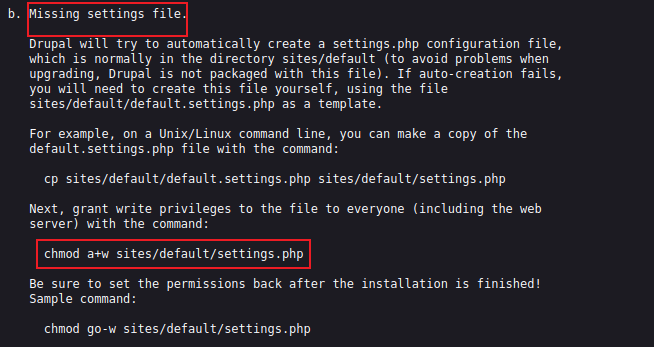 b. Missing settings file.
Drupal will try to automatically create a settings.php configuration file,
which is normally in the directory sites/default (to avoid problems when
upgrading, Drupal is not packaged with this file). If auto-creation fails,
you will need to create this file yourself, using the file
sites/default/default.settings.php as a template.
For example, on a Unix/Linux command line, you can make a copy of the
default.settings.php file with the command:
cp sites/default/default.settings.php sites/default/settings.php
Next, grant write privileges to the file to everyone (including the web
server) with the command:
chmod a+w sites/default/settings.php
Be sure to set the permissions back after the installation is finished!
Sample command:
chmod go-w sites/default/settings.php